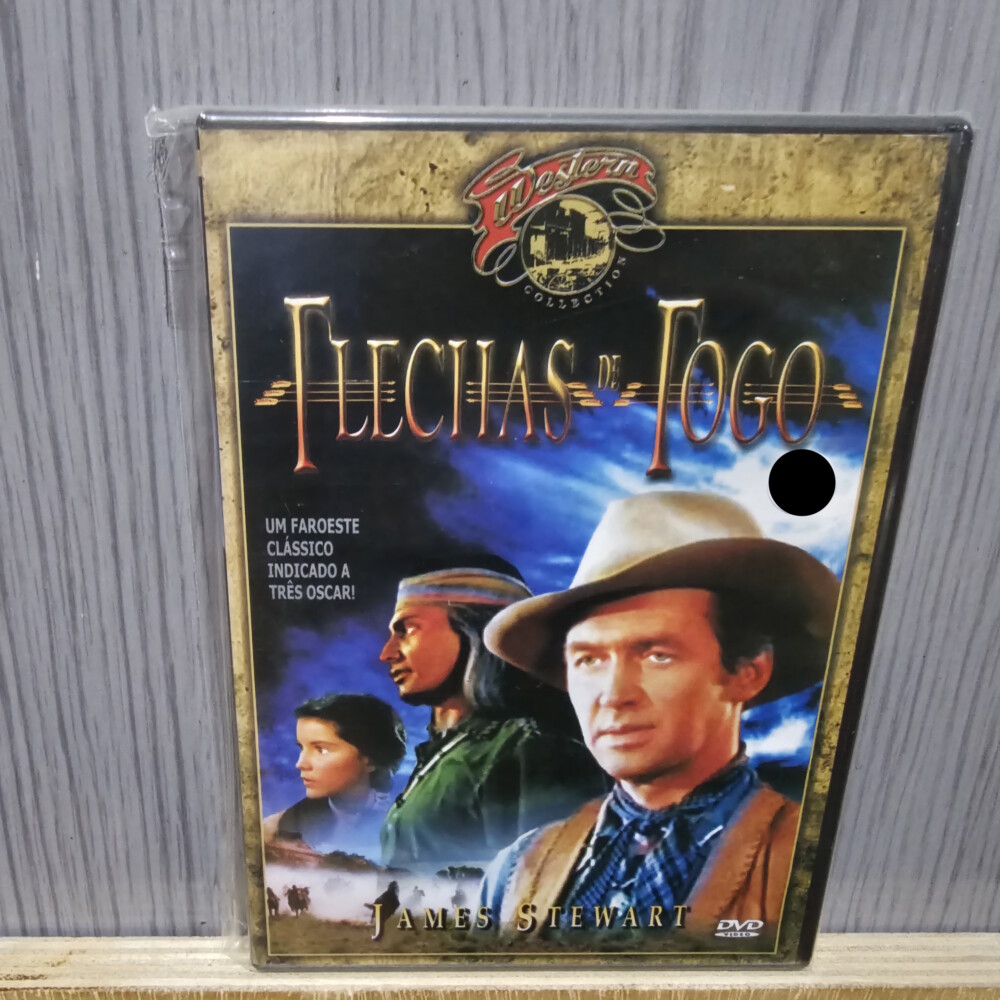 Western
COLLECTION
FLECHAS DE FOGO
UM FAROESTE
CLÁSSICO
INDICADO A
TRÊS OSCAR!
JAMES STEWART
DVD
VIDEO